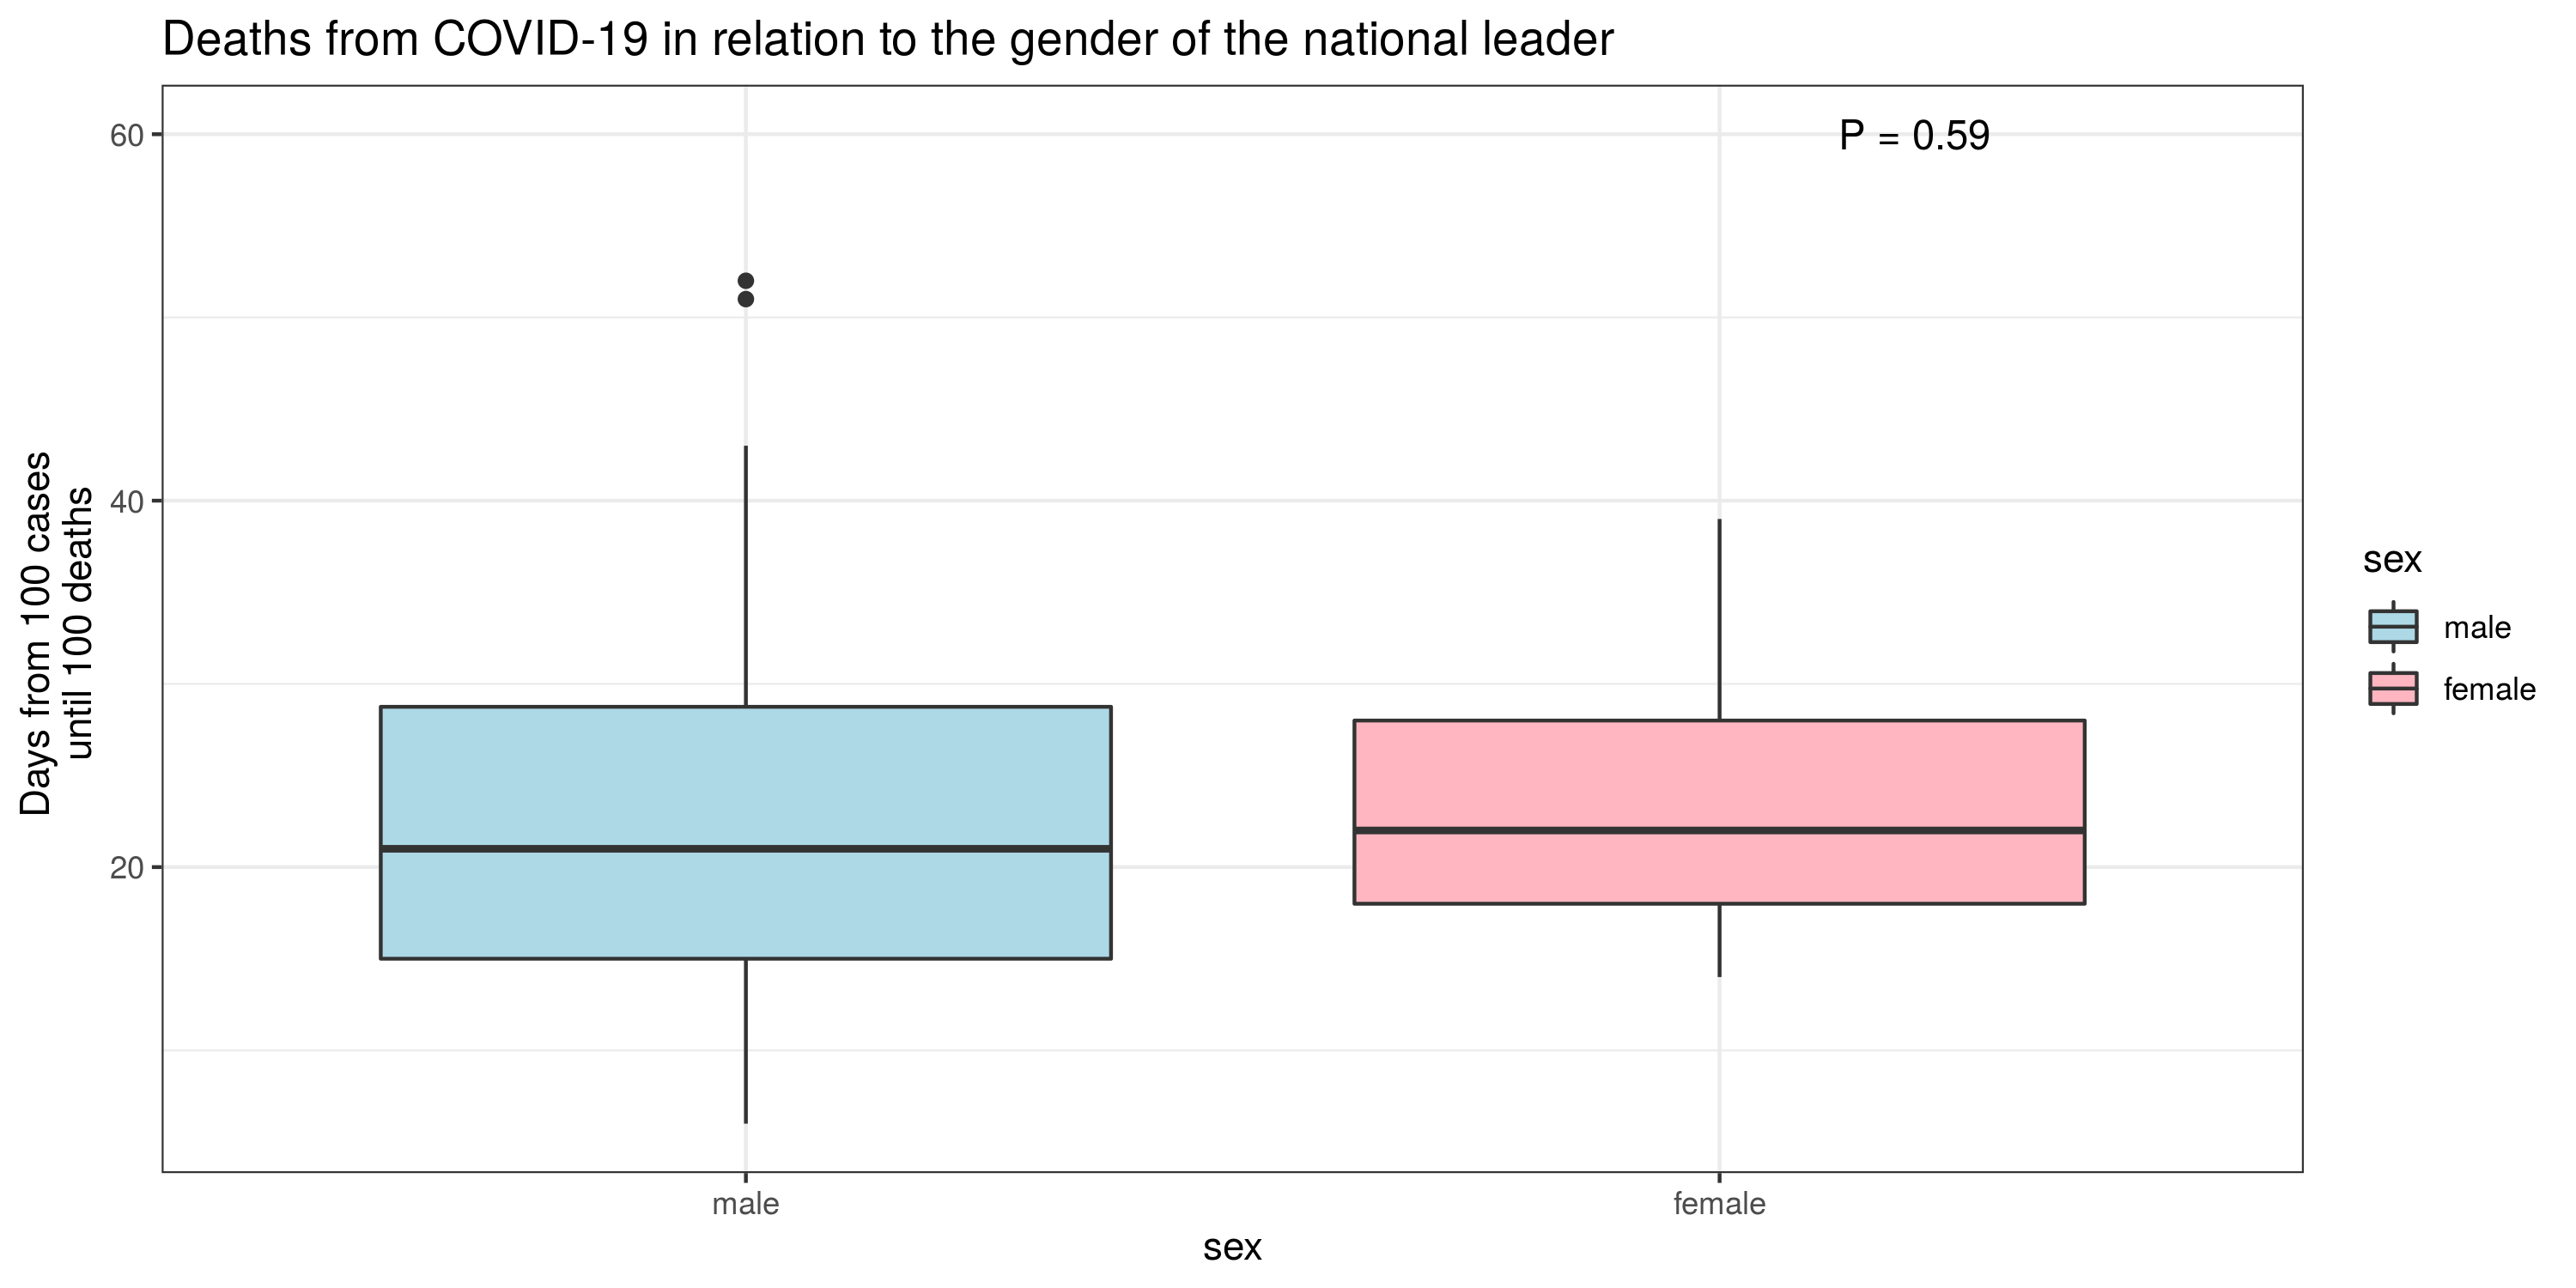 Deaths from COVID-19 in relation to the gender of the national leader
Days from 100 cases
until 100 deaths
60
40
20
P = 0.59
male
female
sex
sex
male
female